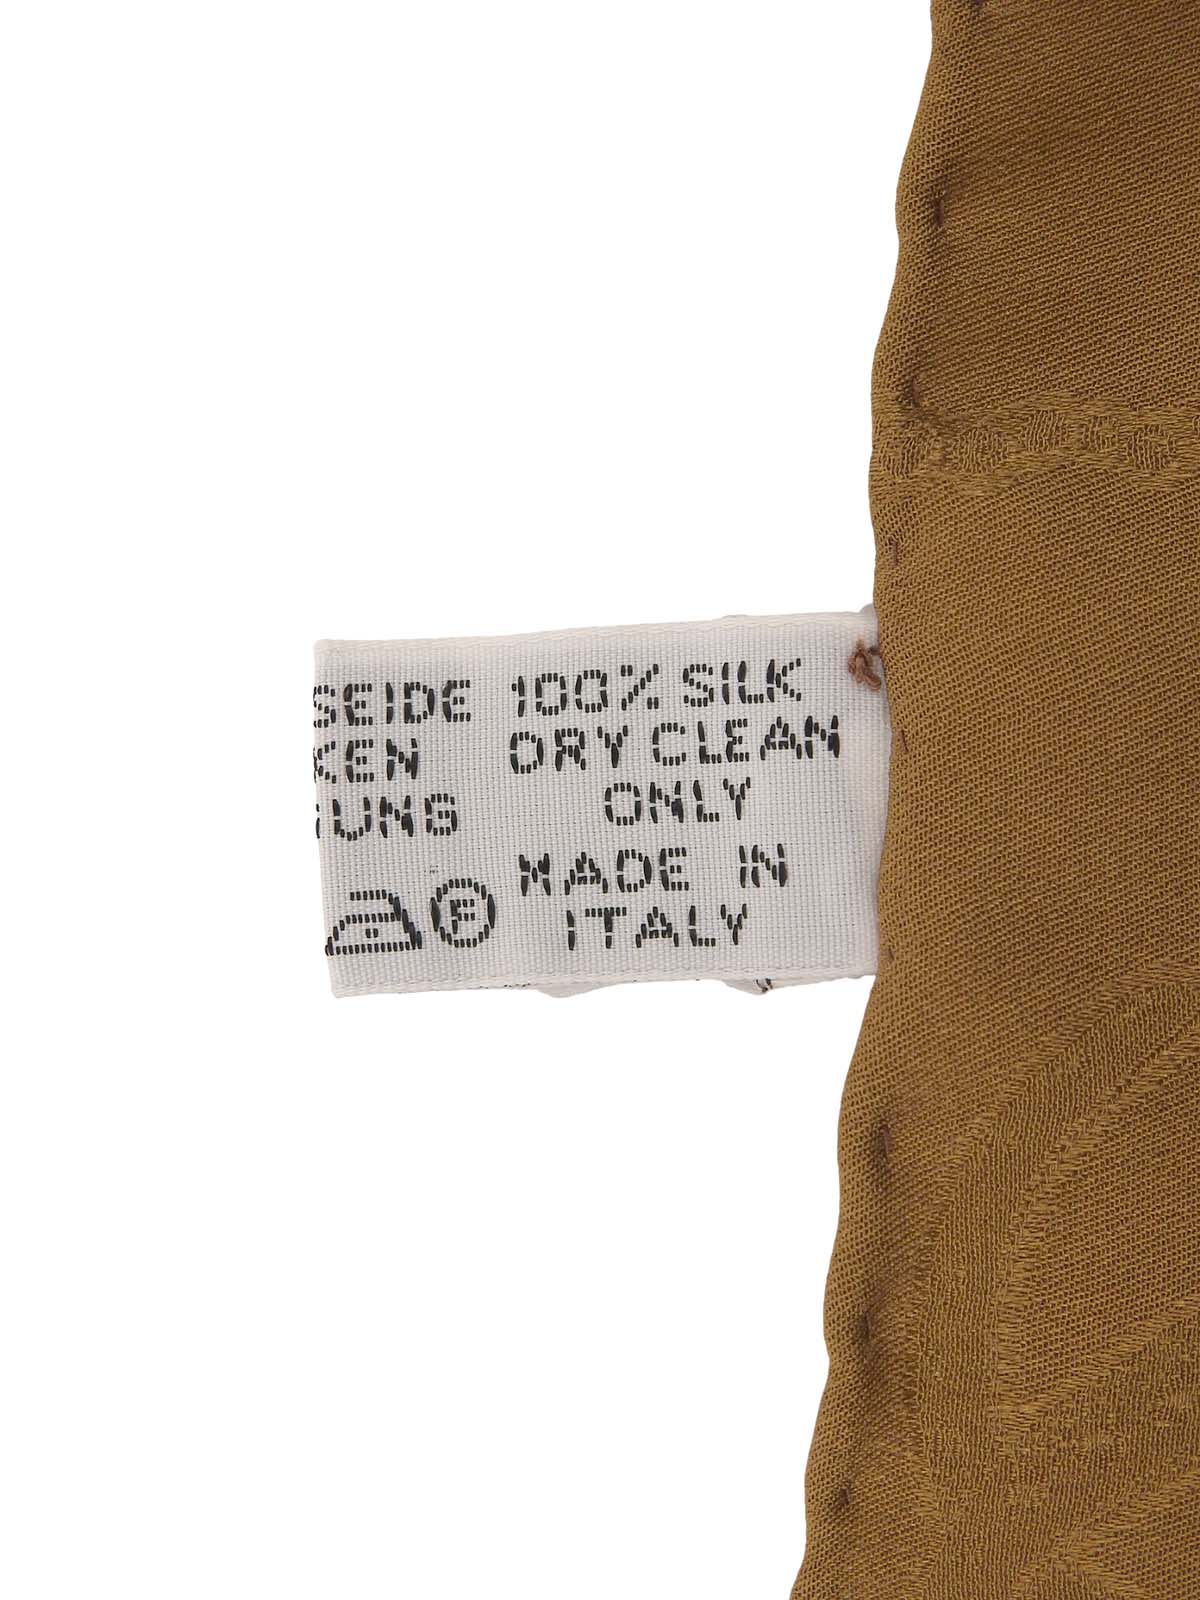 SEIDE 100% SILK
KEN DRY CLEAN
UNG ONLY
MADE IN
F ITALY